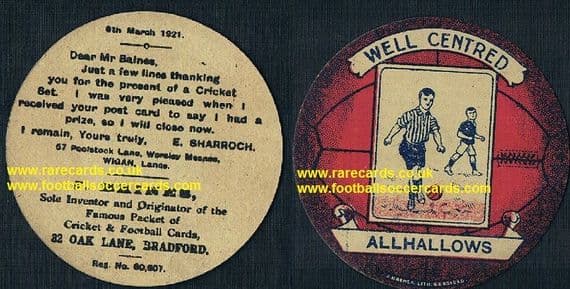 6th March 1921.
Dear Mr Baines,
Just a few lines thanking
you for the present of a Cricket
Set. I was very pleased when I
received your post card to say I had a
prize, so I will close now.
I remain, Yours truly, E. SHARROCH.
67 Poolstock Lane, Worsley Mesnes,
WIGAN, Lancs.
www.rarecards.co.uk
www.footballsoccercards.com
Sole Inventor and Originator of the
Famous Packet of
Cricket & Football Cards,
32 OAK LANE, BRADFORD.
Reg. No. 60,607.
WELL CENTRED
www.rarecards.co.uk
www.footballsoccercards.com
ALLHALLOWS